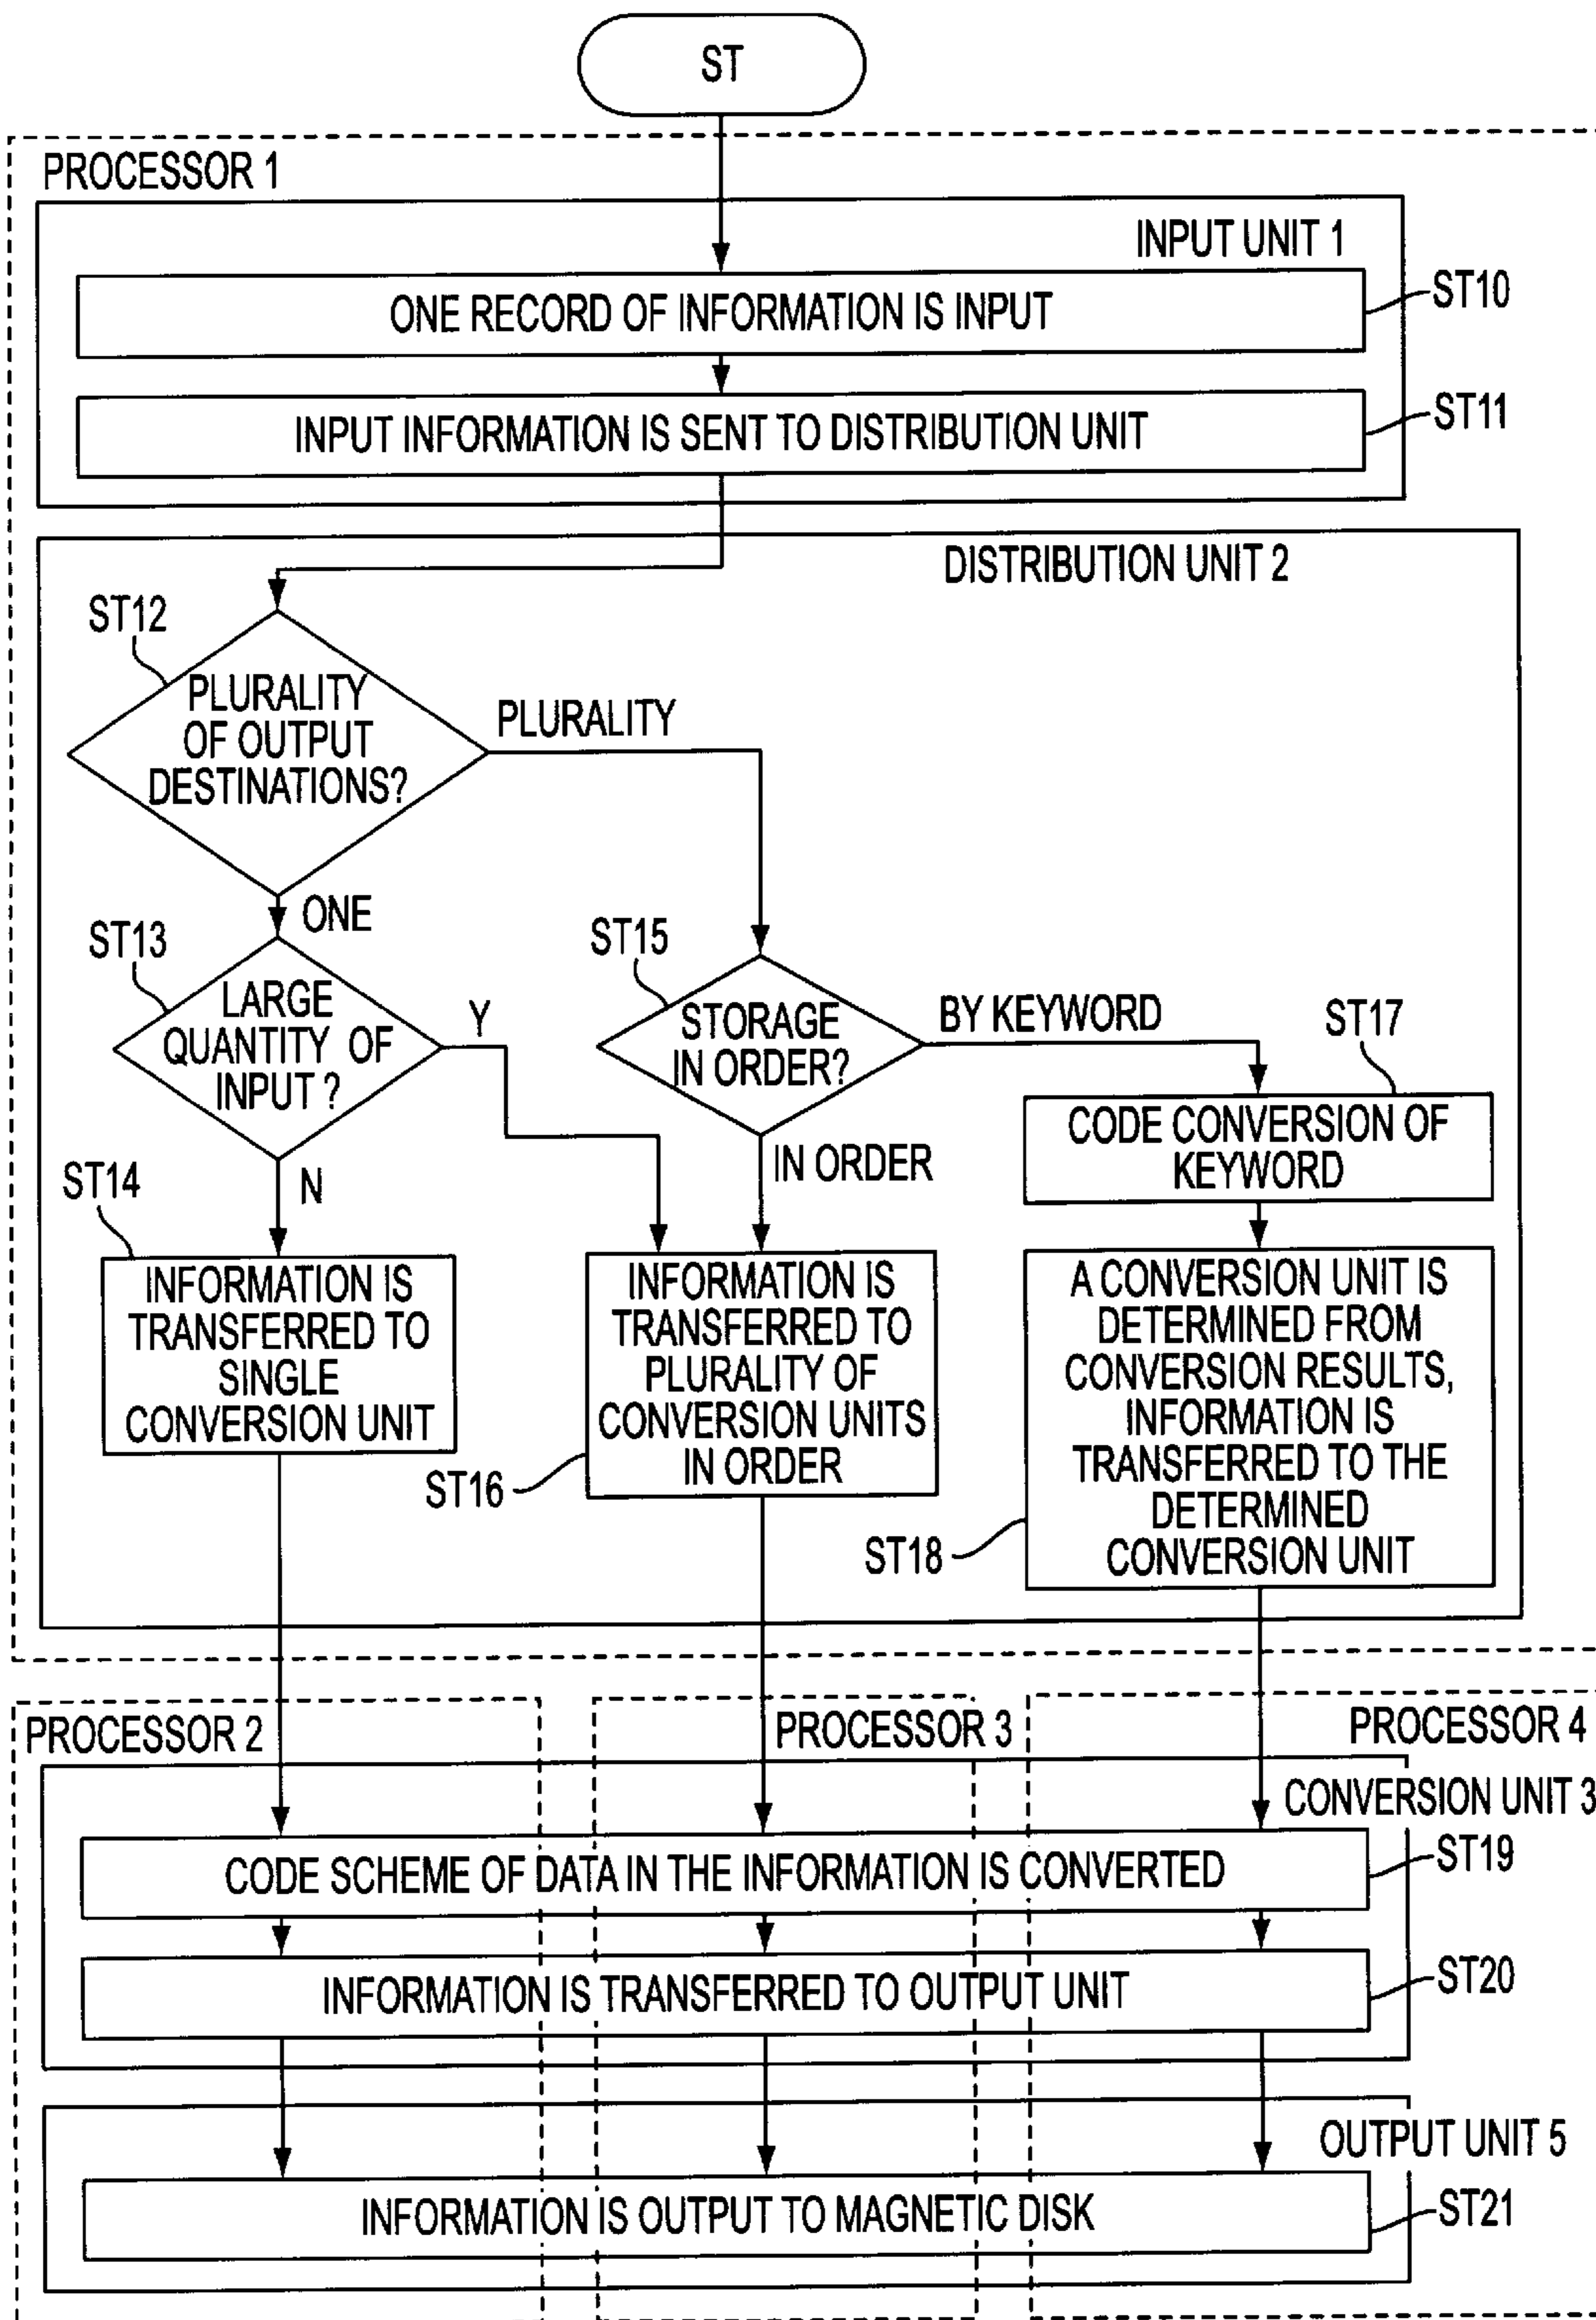 ST
PROCESSOR 1
INPUT UNIT 1
ONE RECORD OF INFORMATION IS INPUT
ST10
INPUT INFORMATION IS SENT TO DISTRIBUTION UNIT
ST11
DISTRIBUTION UNIT 2
ST12
PLURALITY
OF OUTPUT
DESTINATIONS?
PLURALITY
ONE
ST13
LARGE
QUANTITY OF
INPUT ?
Y
N
ST15
STORAGE
IN ORDER?
BY KEYWORD
IN ORDER
ST17
CODE CONVERSION OF
KEYWORD
ST14
INFORMATION IS
TRANSFERRED TO
SINGLE
CONVERSION UNIT
INFORMATION IS
TRANSFERRED TO
PLURALITY OF
CONVERSION UNITS
IN ORDER
ST16
A CONVERSION UNIT IS
DETERMINED FROM
CONVERSION RESULTS,
INFORMATION IS
TRANSFERRED TO THE
DETERMINED
CONVERSION UNIT
ST18
PROCESSOR 2
PROCESSOR 3
PROCESSOR 4
CONVERSION UNIT 3
CODE SCHEME OF DATA IN THE INFORMATION IS CONVERTED
ST19
INFORMATION IS TRANSFERRED TO OUTPUT UNIT
ST20
OUTPUT UNIT 5
INFORMATION IS OUTPUT TO MAGNETIC DISK
ST21